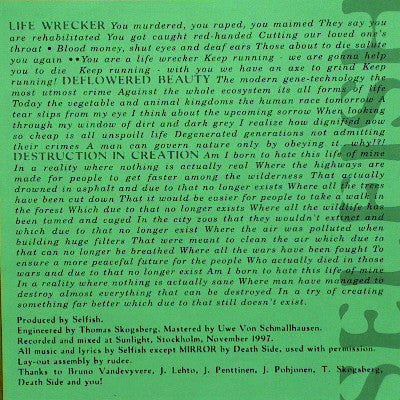 LIFE WRECKER You murdered, you raped, you maimed They say you
are rehabilitated You got caught red-handed Cutting our loved one's
throat • Blood money, shut eyes and deaf ears Those about to die salute
you again •• You are a life wrecker Keep running - we are gonna help
you to die Keep running - with you we have an axe to grind Keep
running! DEFLOWERED BEAUTY The modern gene-technology the
most utmost crime Against the whole ecosystem its all forms of life
Today the vegetable and animal kingdoms the human race tomorrow A
tear slips from my eye I think about the upcoming sorrow When looking
through my window of dirt and dark grey I realize how dignified now
so cheap is all unspoil life Degenerated generations not admitting
their crimes A man can govern nature only by obeying it why!?!
DESTRUCTION IN CREATION Am I born to hate this life of mine
In a reality where nothing is actually real Where the highways are
made for people to get faster among the wilderness That actually
drowned in asphalt and due to that no longer exists Where all the trees
have been cut down That it would be easier for people to take a walk in
the forest Which due to that no longer exists Where all the wildlife has
been tamed and caged In the city zoos that they wouldn't extinct and
which due to that no longer exist Where the air was polluted when
building huge filters That were meant to clean the air which due to
that can no longer be breathed Where all the wars have been fought To
ensure a more peceful future for the people Who actually died in those
wars and due to that no longer exist Am I born to hate this life of mine
In a reality where nothing is actually sane Where man have managed to
destroy almost everything that can be destroyed In a try of creating
something far better which due to that still doesn't exist.
Produced by Selfish.
Engineered by Thomas Skogsberg. Mastered by Uwe Von Schmallhausen.
Recorded and mixed at Sunlight, Stockholm, November 1997.
All music and lyrics by Selfish except MIRROR by Death Side, used with permission.
Lay-out assembly by rudee.
Thanks to Bruno Vandevyvere, J. Lehto, J. Penttinen, J. Pohjonen, T. Skogsberg,
Death Side and you!
SELFISH